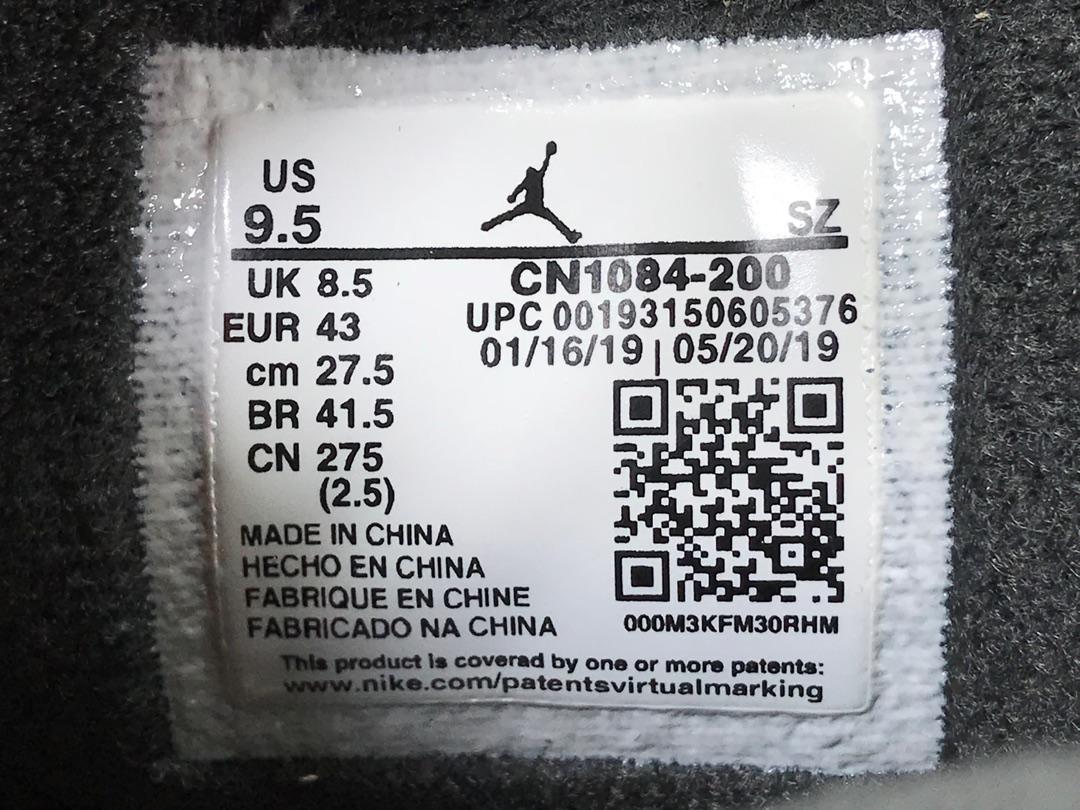 US
9.5
SZ
UK 8.5
EUR 43
cm 27.5
BR 41.5
CN 275
(2.5)
CN1084-200
UPC 00193150605376
01/16/19 | 05/20/19
000M3KFM30RHM
MADE IN CHINA
HECHO EN CHINA
FABRIQUE EN CHINE
FABRICADO NA CHINA
This product is coverad by one or more patents:
www.nike.com/patentsvirtualmarking